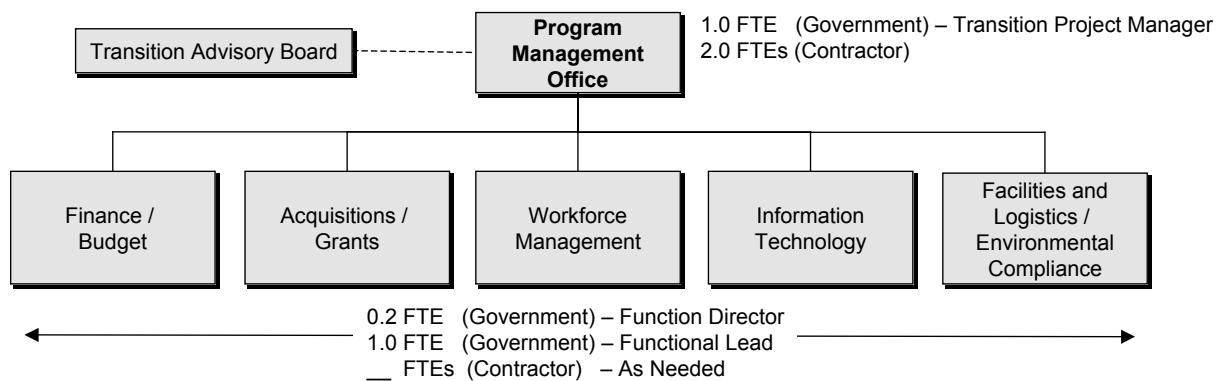 Transition Advisory Board
Program
Management
Office
1.0 FTE (Government) – Transition Project Manager
2.0 FTEs (Contractor)
Finance /
Budget
Acquisitions /
Grants
Workforce
Management
Information
Technology
Facilities and
Logistics /
Environmental
Compliance
0.2 FTE (Government) – Function Director
1.0 FTE (Government) – Functional Lead
__ FTEs (Contractor) – As Needed